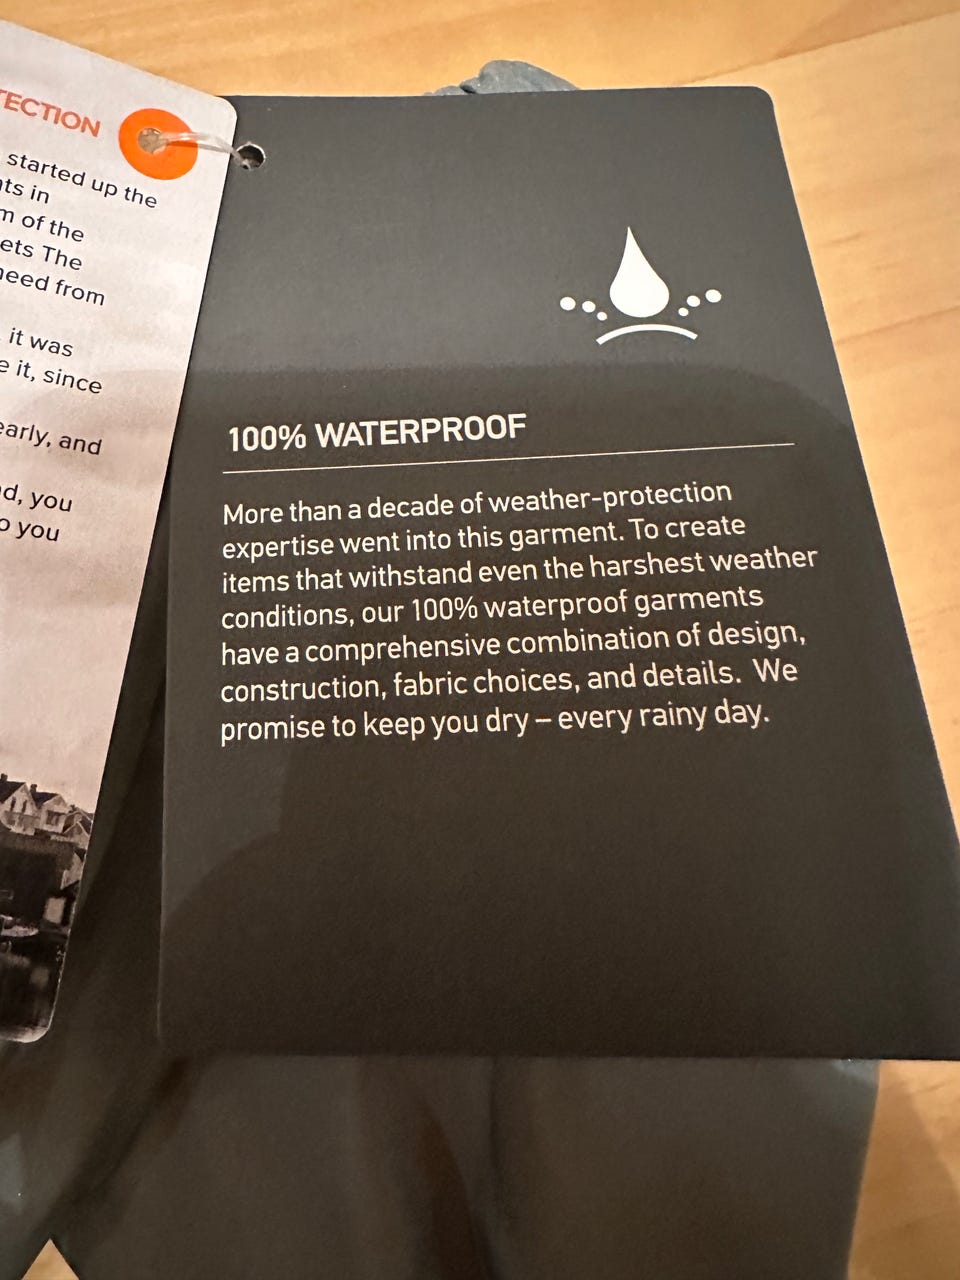 TECTION
started up the
in
of the
The
need from
it was
it, since
early, and
you
you
100% WATERPROOF
More than a decade of weather-protection
expertise went into this garment. To create
items that withstand even the harshest weather
conditions, our 100% waterproof garments
have a comprehensive combination of design,
construction, fabric choices, and details. We
promise to keep you dry – every rainy day.